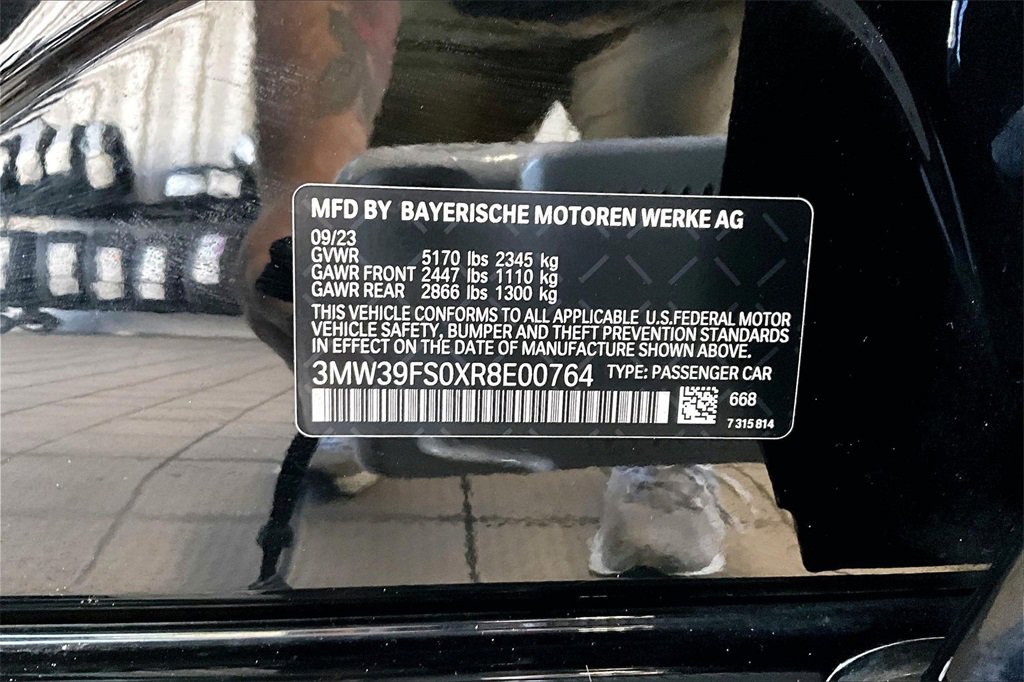 MFD BY BAYERISCHE MOTOREN WERKE AG
09/23
GVWR 5170 lbs 2345 kg
GAWR FRONT 2447 lbs 1110 kg
GAWR REAR 2866 lbs 1300 kg
THIS VEHICLE CONFORMS TO ALL APPLICABLE U.S.FEDERAL MOTOR
VEHICLE SAFETY, BUMPER AND THEFT PREVENTION STANDARDS
IN EFFECT ON THE DATE OF MANUFACTURE SHOWN ABOVE.
3MW39FS0XR8E00764 TYPE: PASSENGER CAR
668
7 315 814